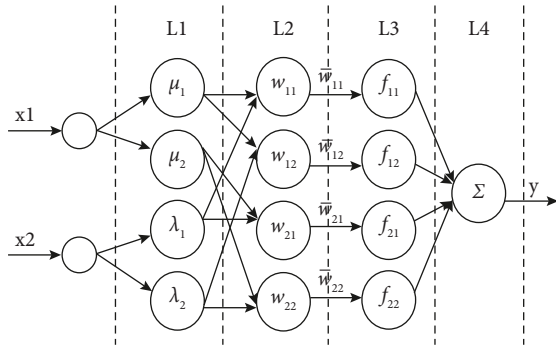 L1 L2 L3 L4
μ₁ w₁₁ w̅₁₁ f₁₁
x1
μ₂ w₁₂ w̅₁₂ f₁₂
Σ y
λ₁ w₂₁ w̅₂₁ f₂₁
x2
λ₂ w₂₂ w̅₂₂ f₂₂